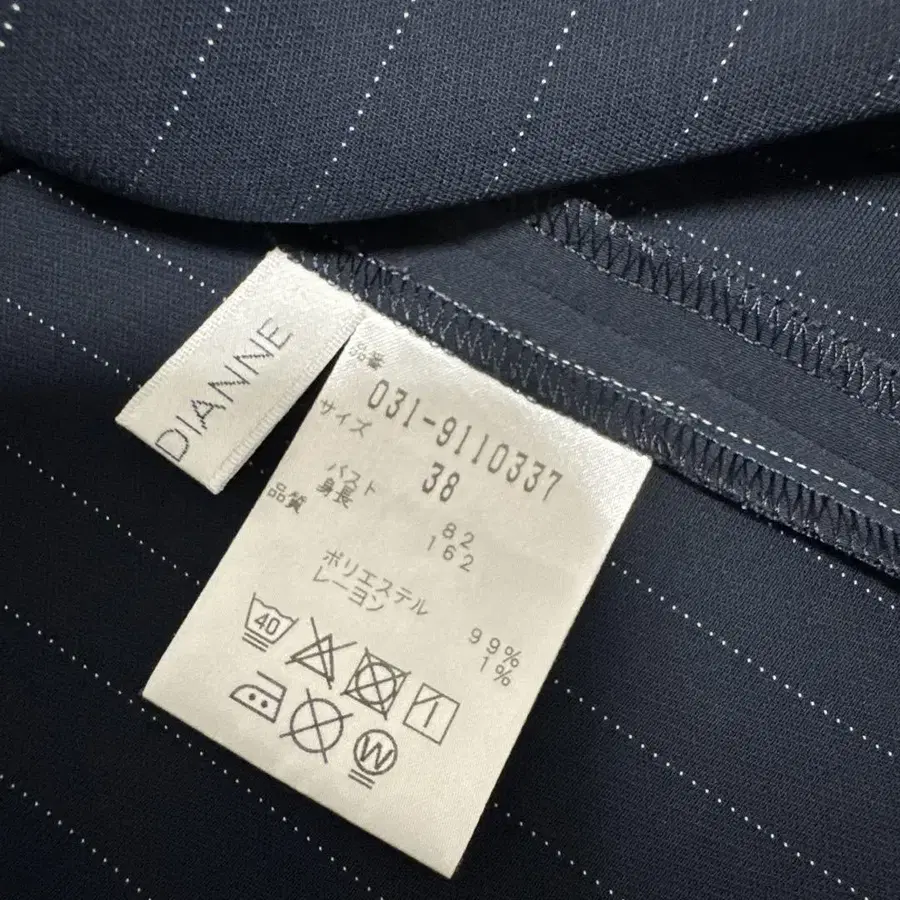 DIANNE
品番
031-9110337
サイズ
38
バスト 82
身長 162
品質
ポリエステル 99%
レーヨン 1%
40
W